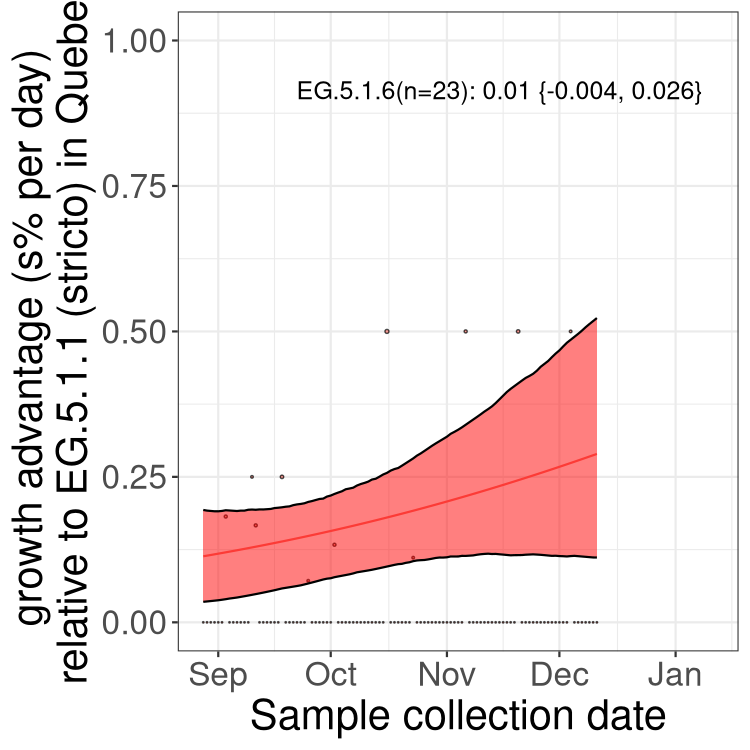 growth advantage (s% per day)
relative to EG.5.1.1 (stricto) in Quebe
1.00
0.75
0.50
0.25
0.00
EG.5.1.6(n=23): 0.01 {-0.004, 0.026}
Sep Oct Nov Dec Jan
Sample collection date